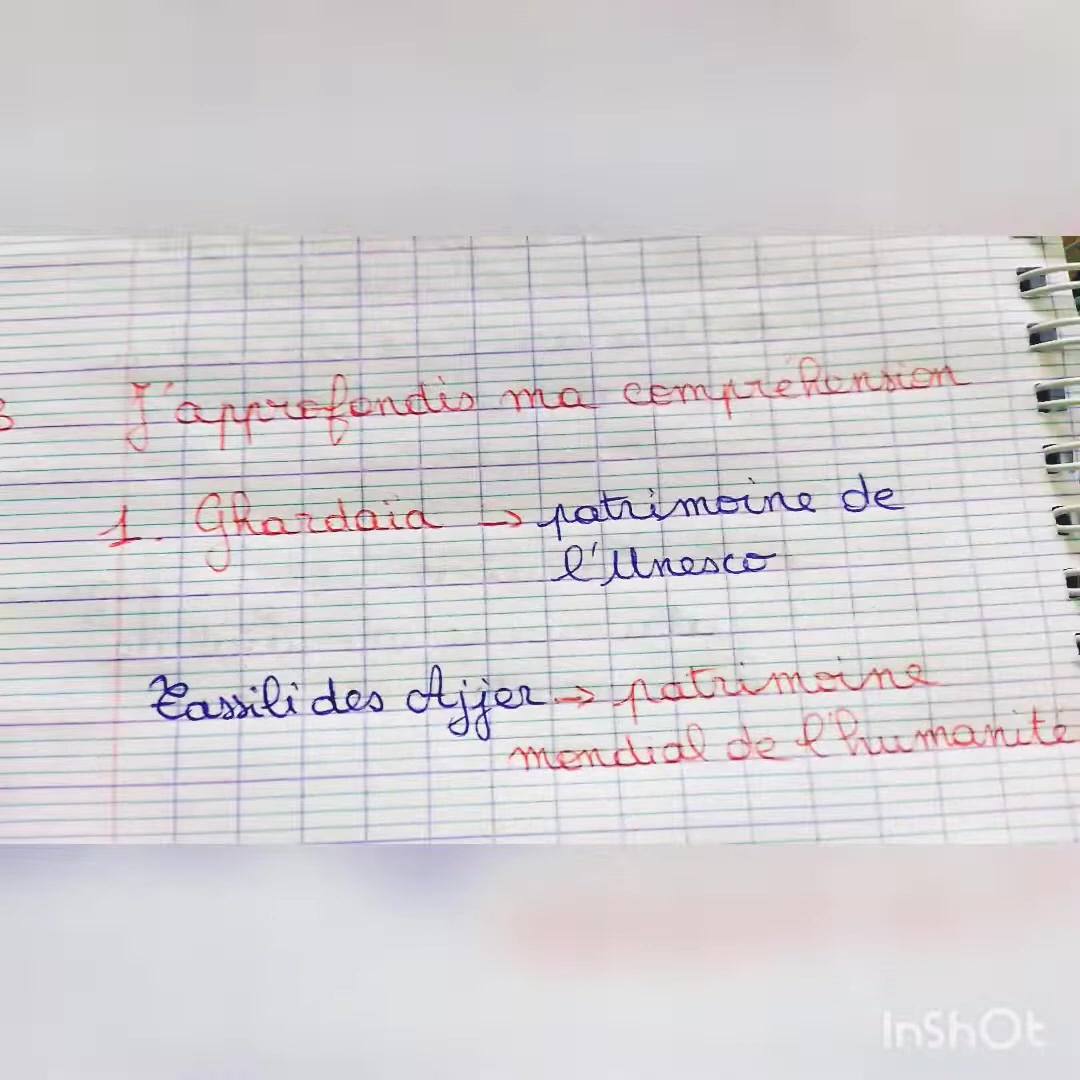 J'approfondis ma compréhension
1. Ghardaïa → patrimoine de
l'Unesco
Tassili des Ajjer → patrimoine
mondial de l'humanité
InShOt